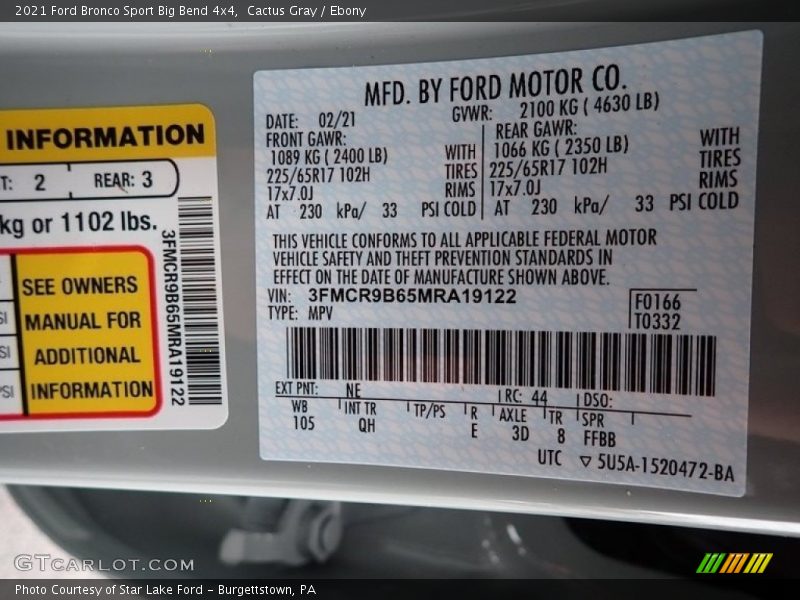 2021 Ford Bronco Sport Big Bend 4x4,  Cactus Gray / Ebony
INFORMATION
T: 2 REAR: 3
kg or 1102 lbs.
3FMCR9B65MRA19122
SEE OWNERS
MANUAL FOR
ADDITIONAL
INFORMATION
SI
SI
PSI
MFD. BY FORD MOTOR CO.
DATE: 02/21 GVWR: 2100 KG ( 4630 LB)
FRONT GAWR: REAR GAWR:
1089 KG ( 2400 LB) WITH 1066 KG ( 2350 LB) WITH
225/65R17 102H TIRES 225/65R17 102H TIRES
17x7.0J RIMS 17x7.0J RIMS
AT 230 kPa/ 33 PSI COLD AT 230 kPa/ 33 PSI COLD
THIS VEHICLE CONFORMS TO ALL APPLICABLE FEDERAL MOTOR
VEHICLE SAFETY AND THEFT PREVENTION STANDARDS IN
EFFECT ON THE DATE OF MANUFACTURE SHOWN ABOVE.
VIN: 3FMCR9B65MRA19122 F0166
TYPE: MPV T0332
EXT PNT: NE RC: 44 DSO:
WB INT TR TP/PS R AXLE TR SPR
105 QH E 3D 8 FFBB
UTC ▽ 5U5A-1520472-BA
GTCARLOT.COM
Photo Courtesy of Star Lake Ford - Burgettstown, PA